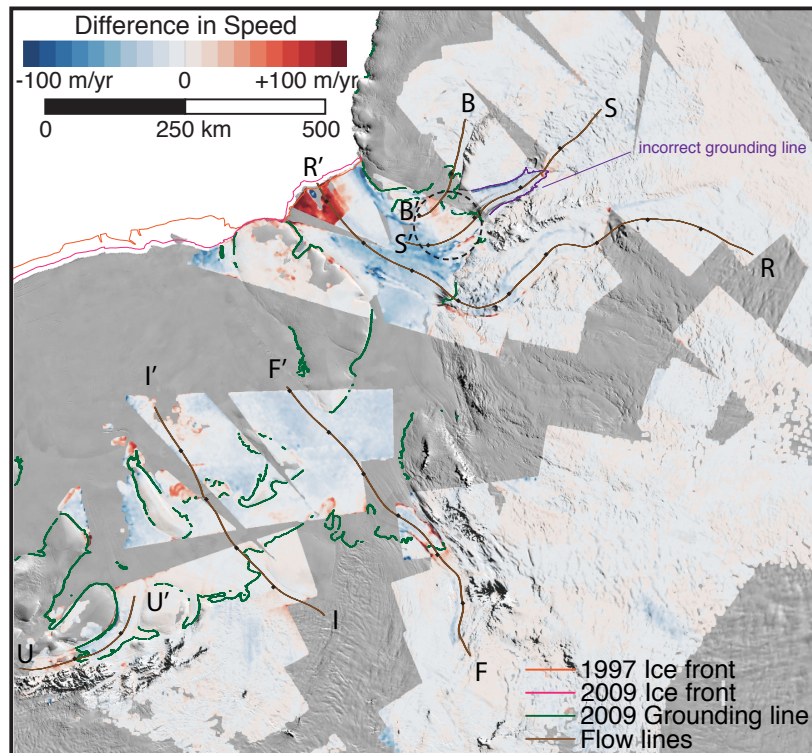 Difference in Speed
-100 m/yr 0 +100 m/yr
0 250 km 500
B
S
incorrect grounding line
R'
B'
S'
R
I'
F'
U'
U
I
F
1997 Ice front
2009 Ice front
2009 Grounding line
Flow lines